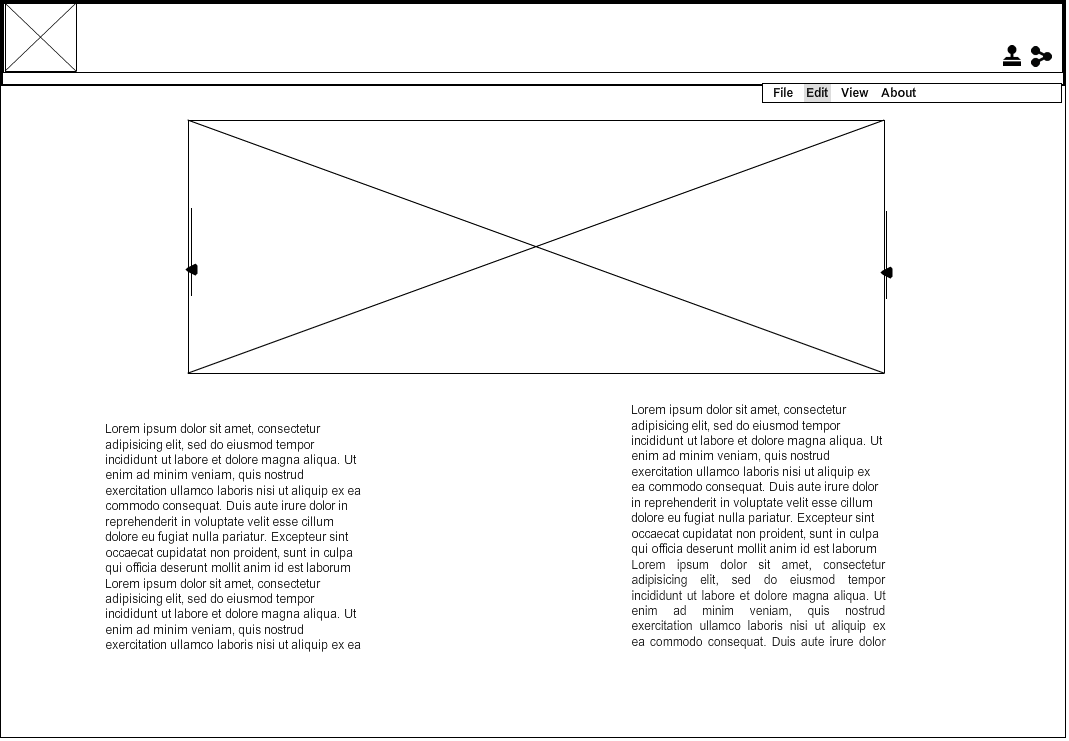 File Edit View About
Lorem ipsum dolor sit amet, consectetur
adipisicing elit, sed do eiusmod tempor
incididunt ut labore et dolore magna aliqua. Ut
enim ad minim veniam, quis nostrud
exercitation ullamco laboris nisi ut aliquip ex ea
commodo consequat. Duis aute irure dolor in
reprehenderit in voluptate velit esse cillum
dolore eu fugiat nulla pariatur. Excepteur sint
occaecat cupidatat non proident, sunt in culpa
qui officia deserunt mollit anim id est laborum
Lorem ipsum dolor sit amet, consectetur
adipisicing elit, sed do eiusmod tempor
incididunt ut labore et dolore magna aliqua. Ut
enim ad minim veniam, quis nostrud
exercitation ullamco laboris nisi ut aliquip ex ea
Lorem ipsum dolor sit amet, consectetur
adipisicing elit, sed do eiusmod tempor
incididunt ut labore et dolore magna aliqua. Ut
enim ad minim veniam, quis nostrud
exercitation ullamco laboris nisi ut aliquip ex
ea commodo consequat. Duis aute irure dolor
in reprehenderit in voluptate velit esse cillum
dolore eu fugiat nulla pariatur. Excepteur sint
occaecat cupidatat non proident, sunt in culpa
qui officia deserunt mollit anim id est laborum
Lorem ipsum dolor sit amet, consectetur
adipisicing elit, sed do eiusmod tempor
incididunt ut labore et dolore magna aliqua. Ut
enim ad minim veniam, quis nostrud
exercitation ullamco laboris nisi ut aliquip ex
ea commodo consequat. Duis aute irure dolor